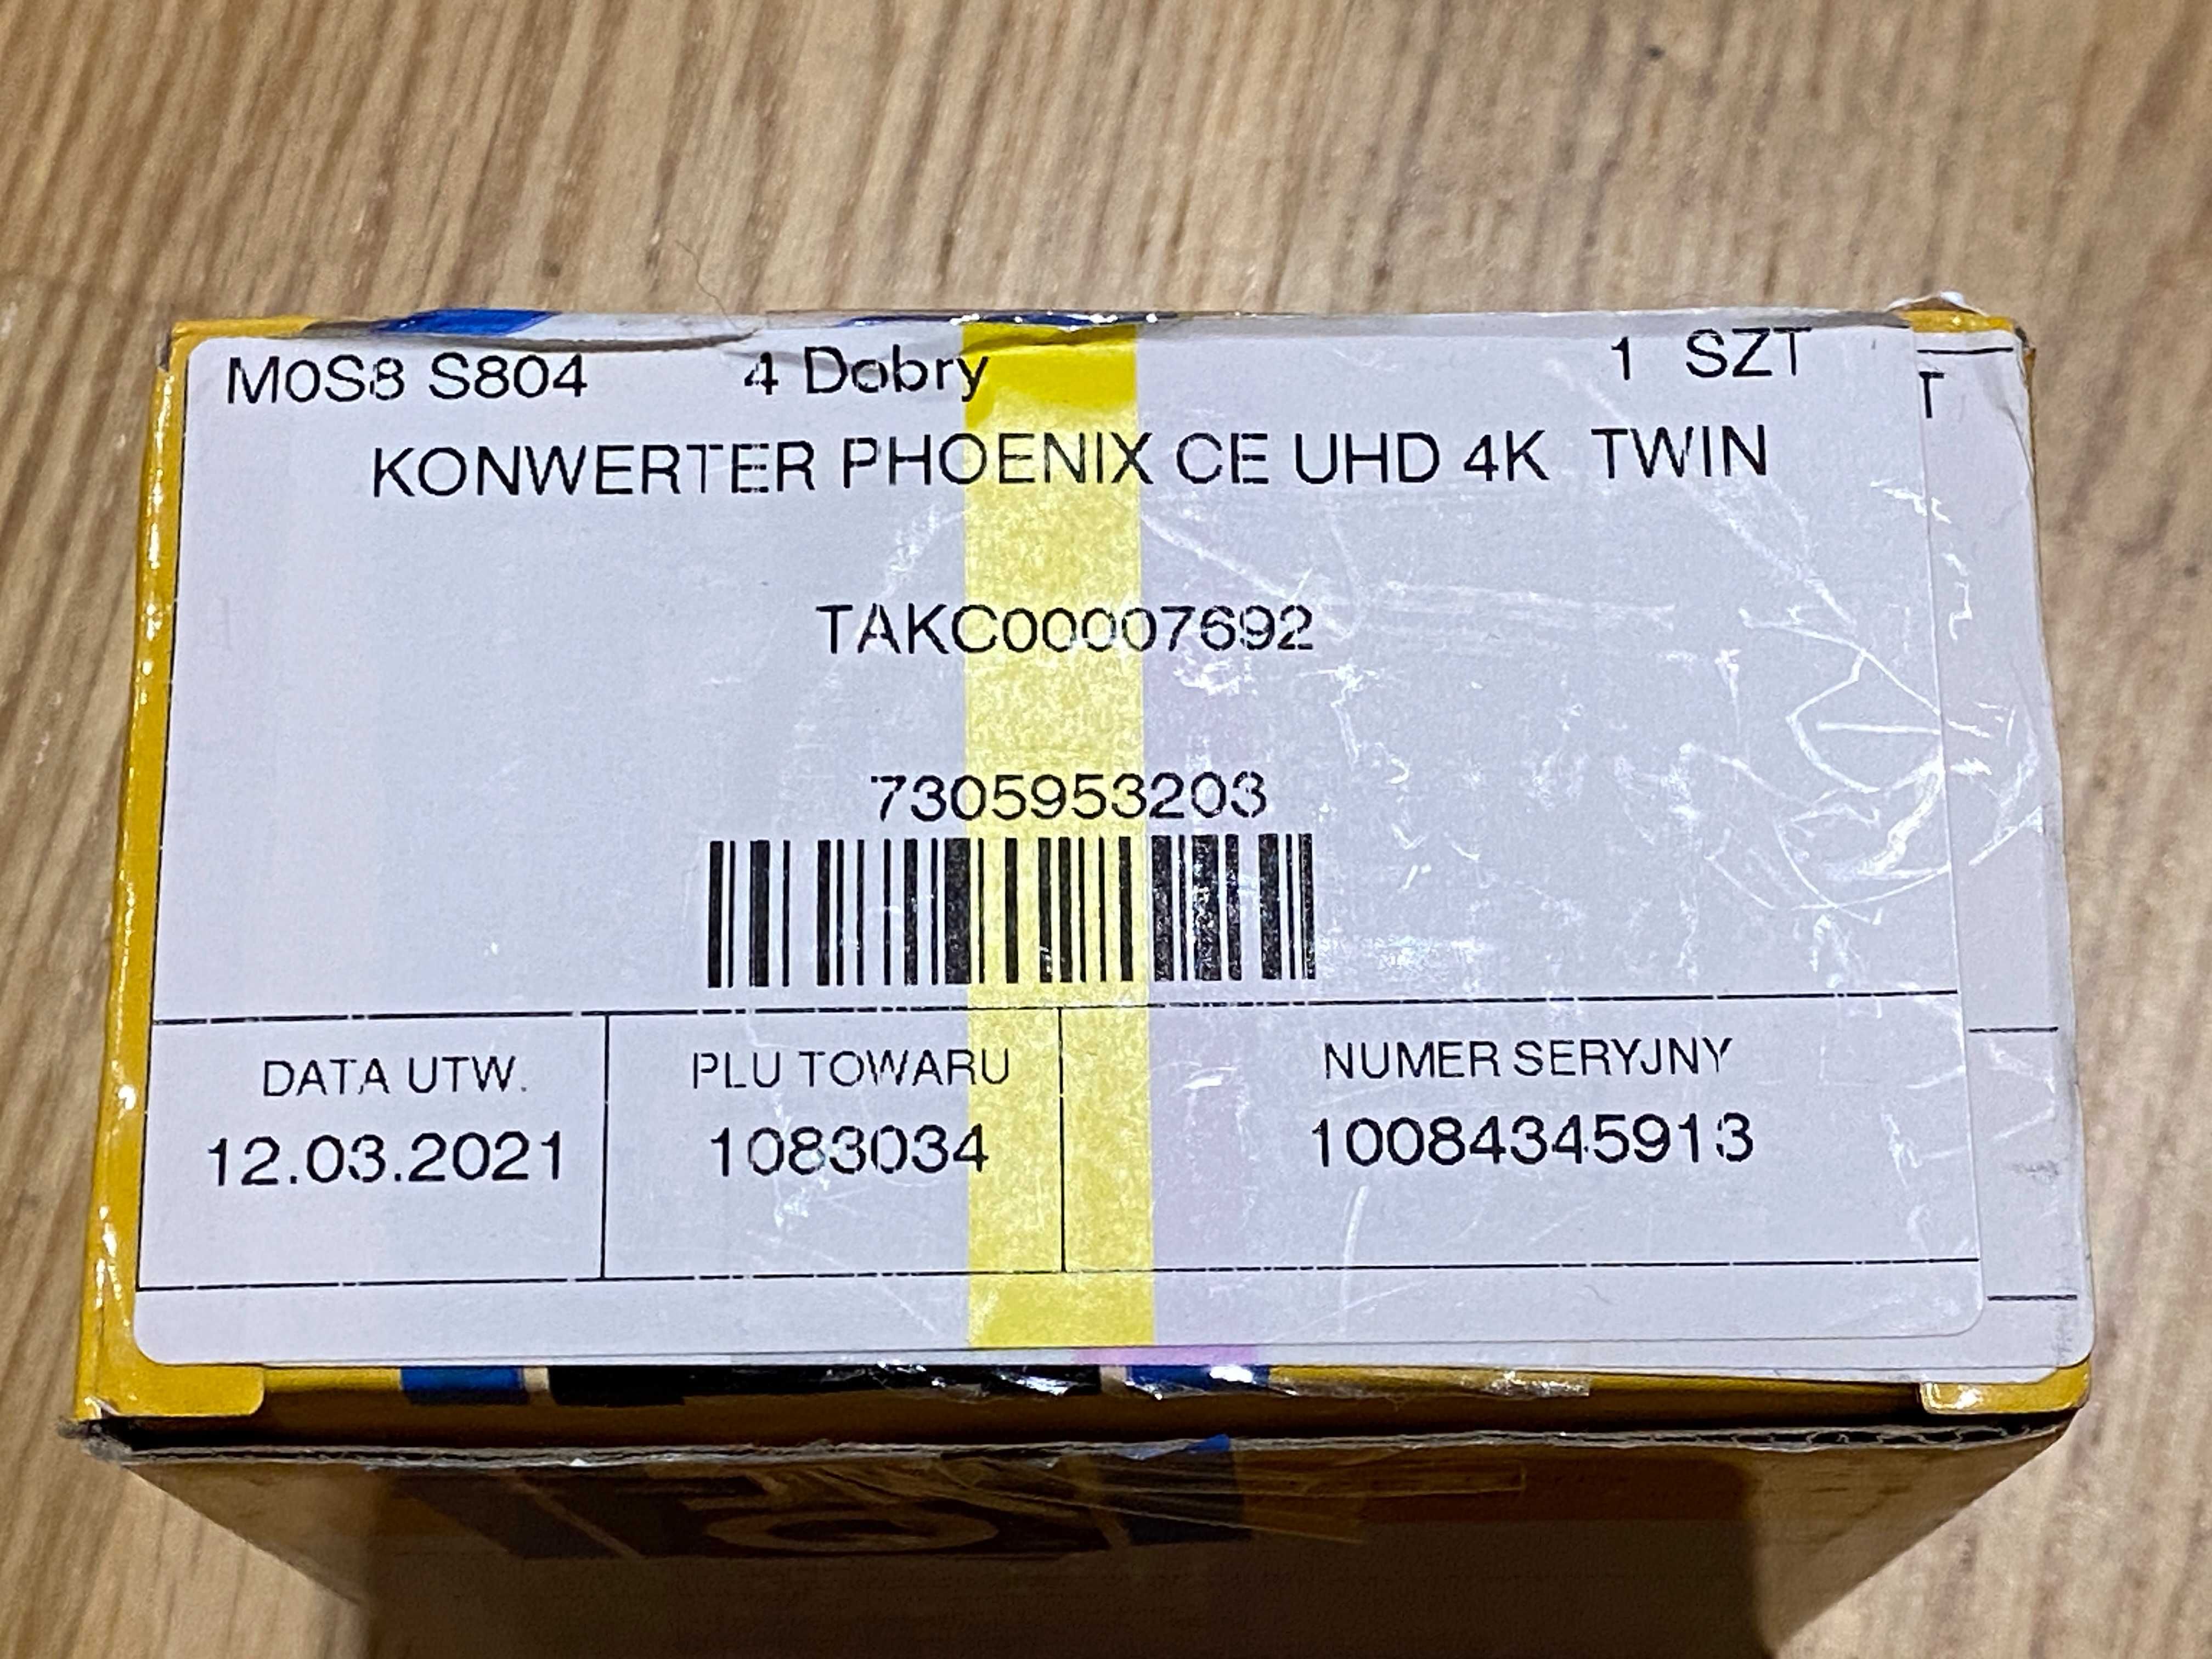 M0S8 S804 4 Dobry 1 SZT
KONWERTER PHOENIX CE UHD 4K TWIN
TAKC00007692
7305953203
DATA UTW. PLU TOWARU NUMER SERYJNY
12.03.2021 1083034 10084345913
T